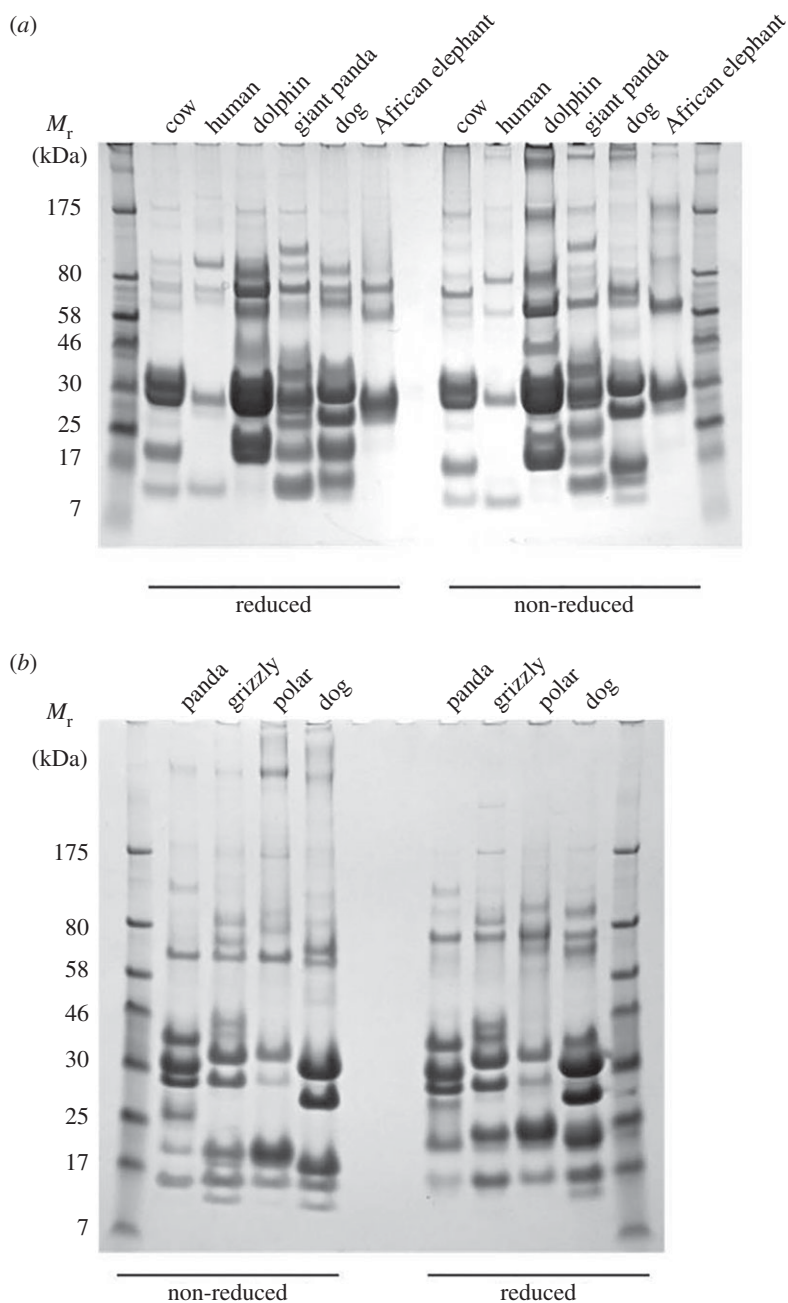 (a)
cow human dolphin giant panda dog African elephant cow human dolphin giant panda dog African elephant
Mr
(kDa)
175
80
58
46
30
25
17
7
reduced non-reduced
(b)
panda grizzly polar dog panda grizzly polar dog
Mr
(kDa)
175
80
58
46
30
25
17
7
non-reduced reduced